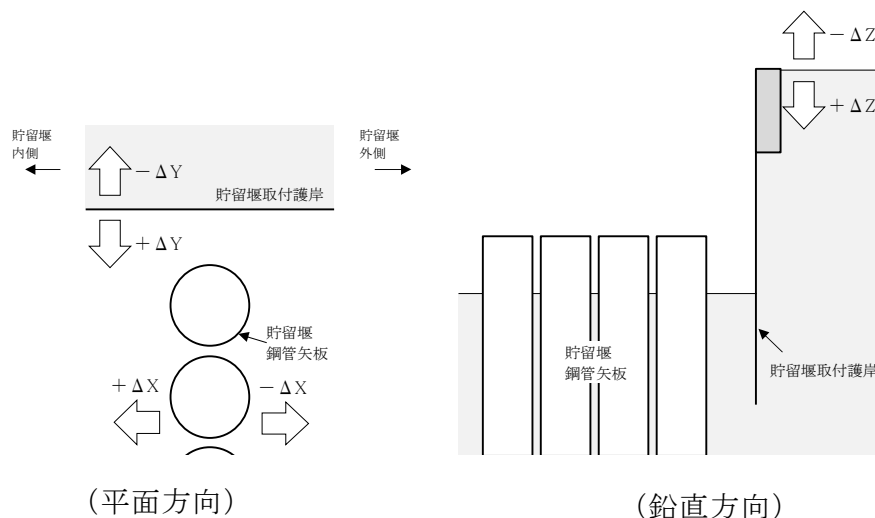 貯留堰
内側
貯留堰
外側
－ΔY
貯留堰取付護岸
＋ΔY
貯留堰
鋼管矢板
＋ΔX
－ΔX
（平面方向）
－ΔZ
＋ΔZ
貯留堰
鋼管矢板
貯留堰取付護岸
（鉛直方向）